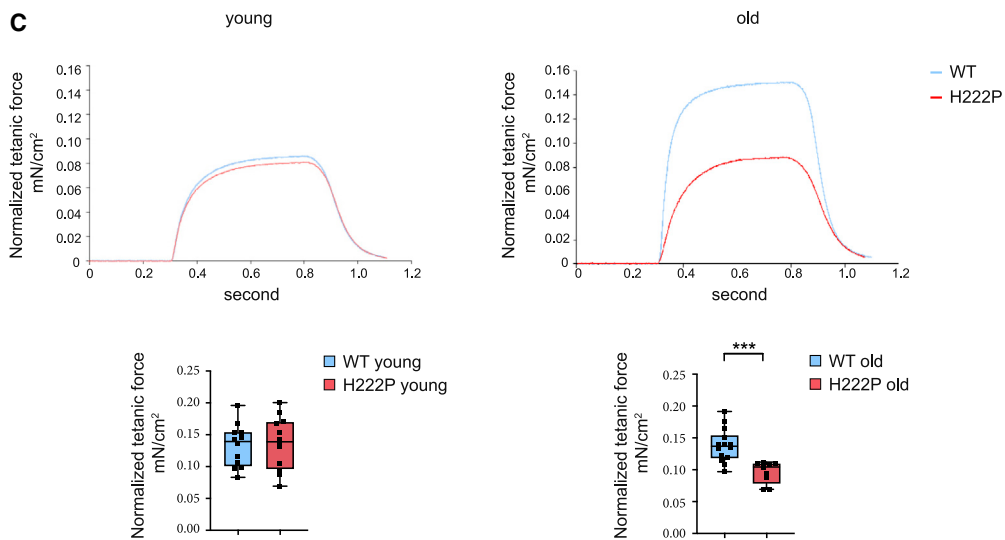 C
young
old
Normalized tetanic force
mN/cm2
0.16
0.14
0.12
0.10
0.08
0.06
0.04
0.02
0
0
0.2
0.4
0.6
0.8
1.0
1.2
second
Normalized tetanic force
mN/cm2
0.16
0.14
0.12
0.10
0.08
0.06
0.04
0.02
0
0
0.2
0.4
0.6
0.8
1.0
1.2
second
WT
H222P
Normalized tetanic force
mN/cm2
0.25
0.20
0.15
0.10
0.05
0.00
WT young
H222P young
Normalized tetanic force
mN/cm2
0.25
0.20
0.15
0.10
0.05
0.00
***
WT old
H222P old